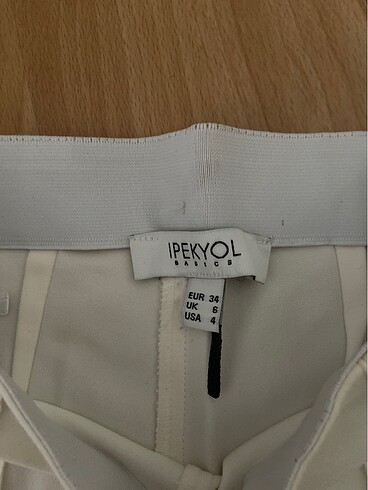 IPEKYOL
BASICS
EUR 34
UK 6
USA 4